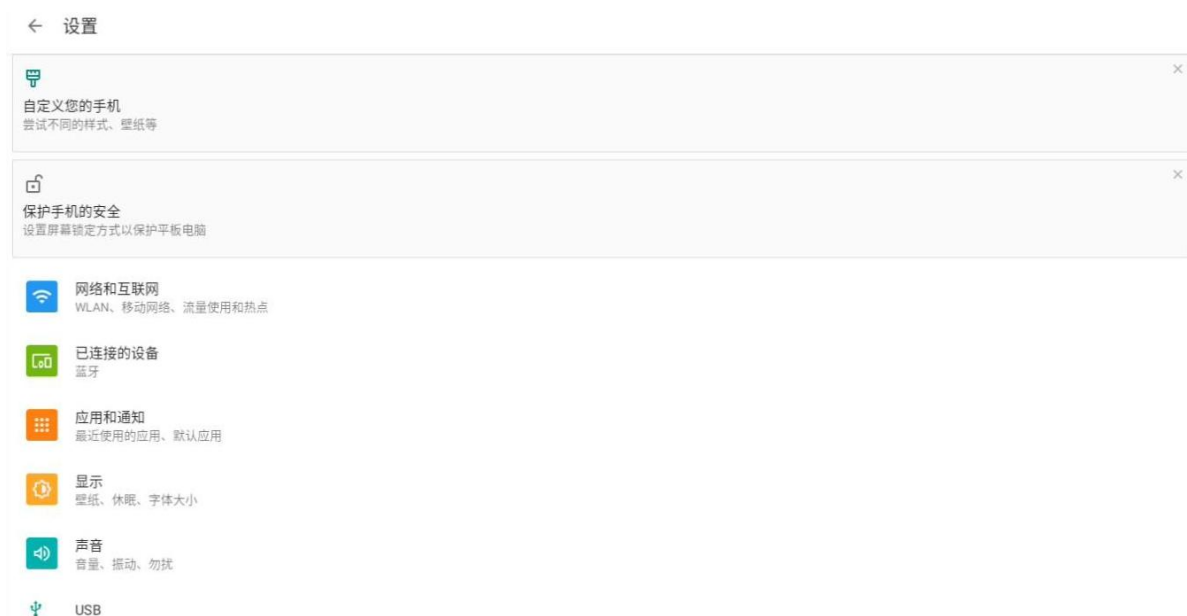 设置
自定义您的手机
尝试不同的样式、壁纸等
保护手机的安全
设置屏幕锁定方式以保护平板电脑
网络和互联网
WLAN、移动网络、流量使用和热点
已连接的设备
蓝牙
应用和通知
最近使用的应用、默认应用
显示
壁纸、休眠、字体大小
声音
音量、振动、勿扰
USB